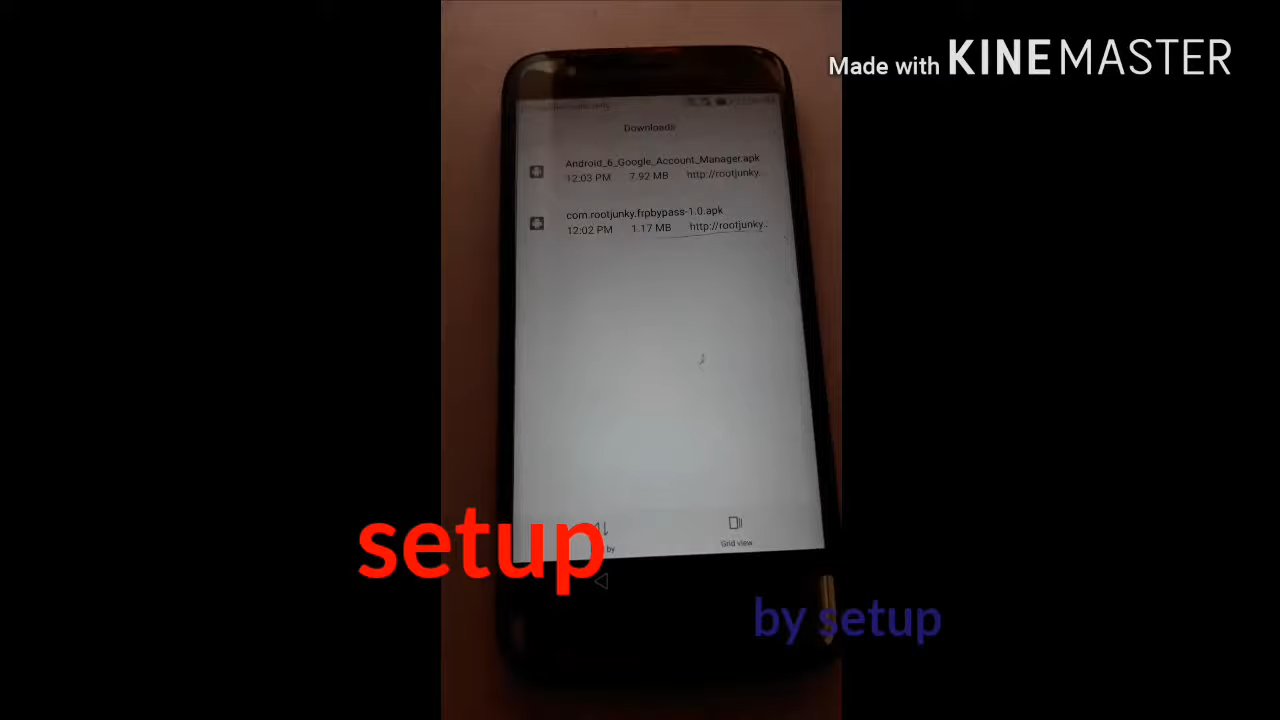 Made with KINEMASTER
Downloads
Android_6_Google_Account_Manager.apk
12:03 PM 7.92 MB http://rootjunky..
com.rootjunky.frpbypass-1.0.apk
12:02 PM 1.17 MB http://rootjunky..
setup
by
Grid view
by setup